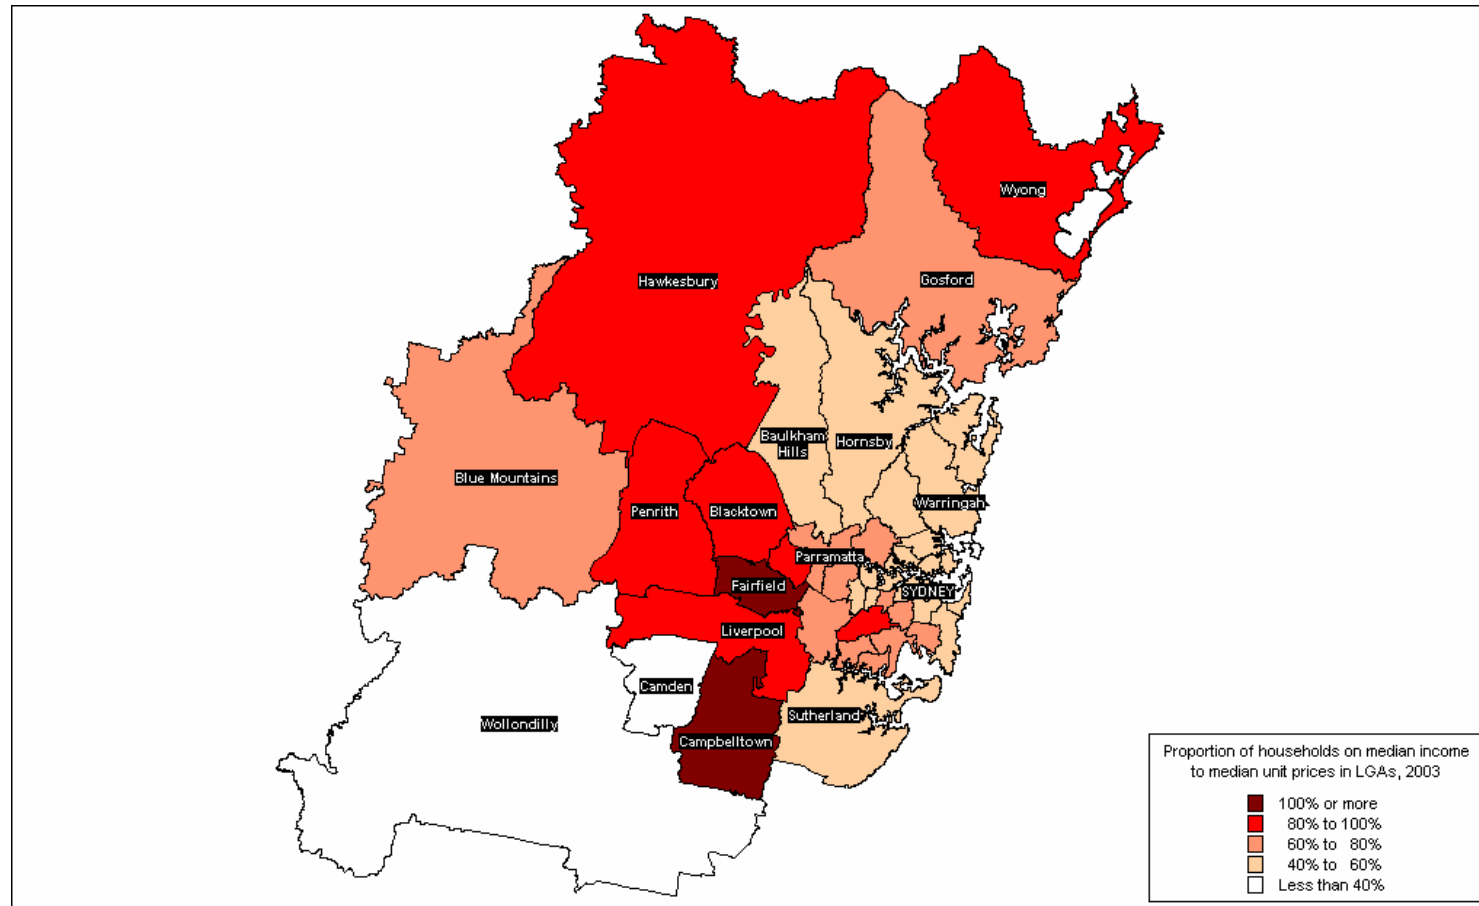 Wyong
Gosford
Hawkesbury
Baulkham
Hills
Hornsby
Blue Mountains
Warringah
Penrith
Blacktown
Parramatta
Fairfield
SYDNEY
Liverpool
Camden
Sutherland
Wollondilly
Campbelltown
Proportion of households on median income
to median unit prices in LGAs, 2003
100% or more
80% to 100%
60% to 80%
40% to 60%
Less than 40%